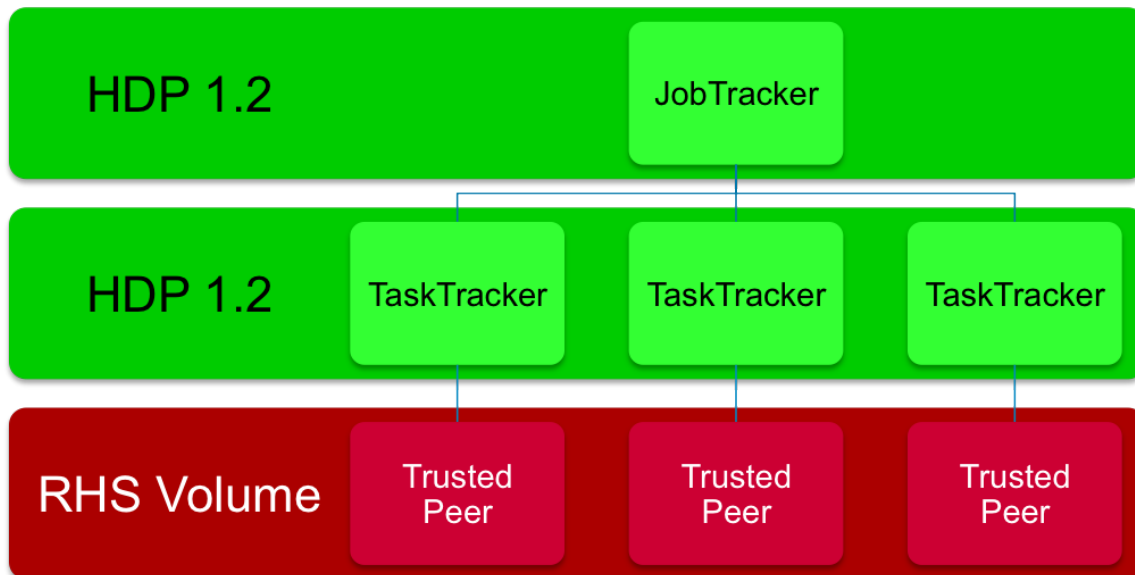 HDP 1.2
JobTracker
HDP 1.2
TaskTracker
TaskTracker
TaskTracker
RHS Volume
Trusted
Peer
Trusted
Peer
Trusted
Peer